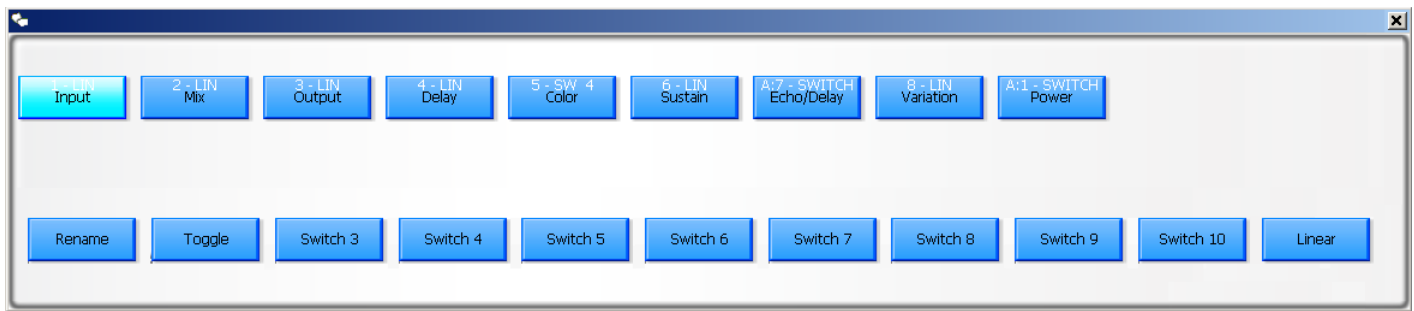 1 - LIN
Input
2 - LIN
Mix
3 - LIN
Output
4 - LIN
Delay
5 - SW 4
Color
6 - LIN
Sustain
A:7 - SWITCH
Echo/Delay
8 - LIN
Variation
A:1 - SWITCH
Power
Rename
Toggle
Switch 3
Switch 4
Switch 5
Switch 6
Switch 7
Switch 8
Switch 9
Switch 10
Linear